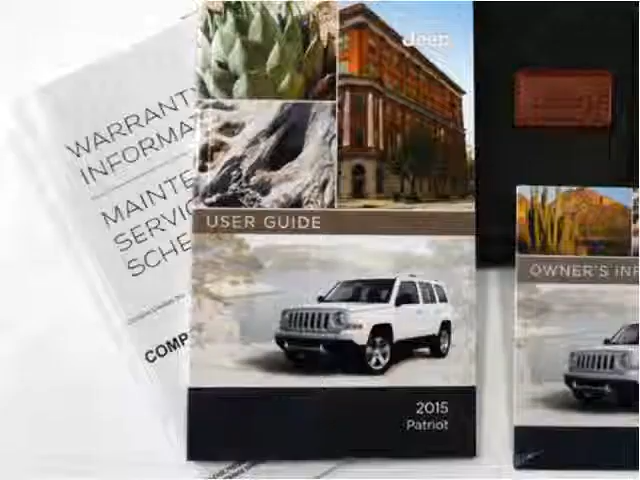 WARRANTY
INFORMAT
MAINTE
SERVIC
SCHE
COMP
Jeep
USER GUIDE
2015
Patriot
OWNER'S INF